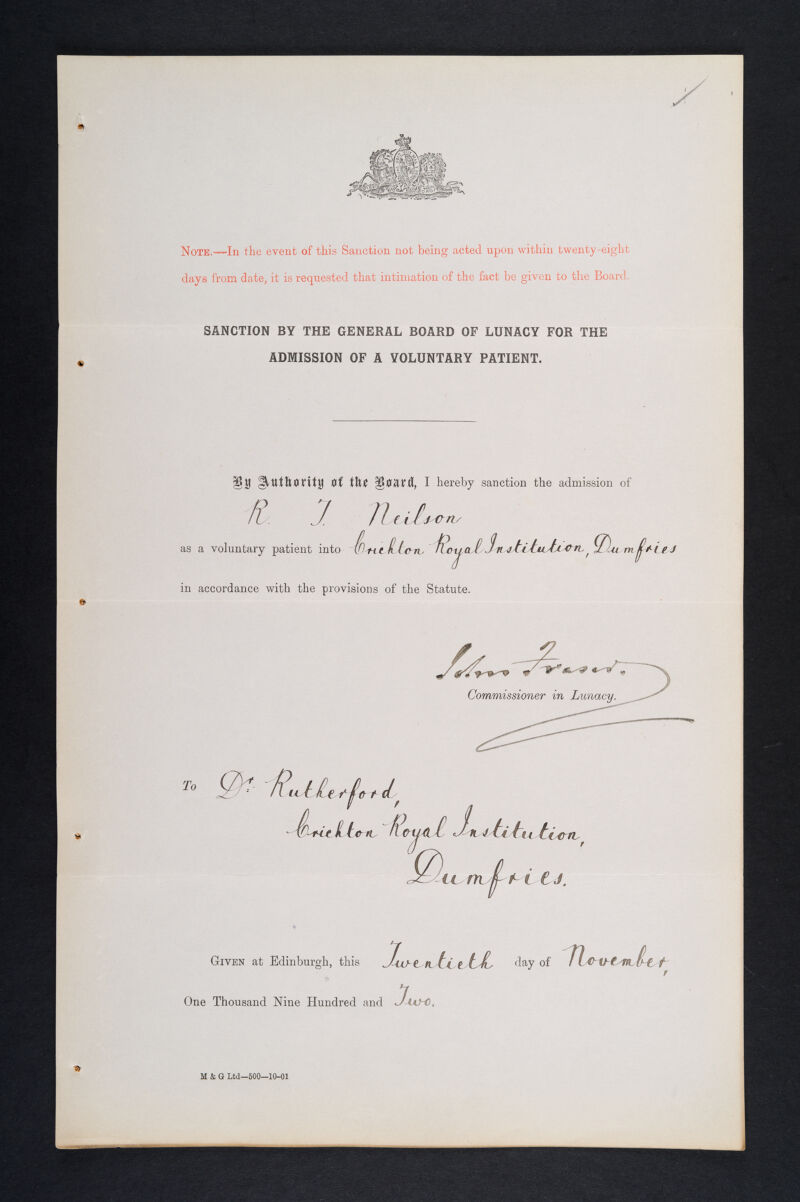 NOTE.—In the event of this Sanction not being acted upon within twenty-eight
days from date, it is requested that intimation of the fact be given to the Board.
SANCTION BY THE GENERAL BOARD OF LUNACY FOR THE
ADMISSION OF A VOLUNTARY PATIENT.
By Authority of the Board, I hereby sanction the admission of
R. J. Neilson
as a voluntary patient into Crichton Royal Institution, Dumfries
in accordance with the provisions of the Statute.
John Fraser.
Commissioner in Lunacy.
To Dr. Rutherford,
Crichton Royal Institution,
Dumfries.
GIVEN at Edinburgh, this Twentieth day of November,
One Thousand Nine Hundred and Two.
M & G Ltd—500—10-01